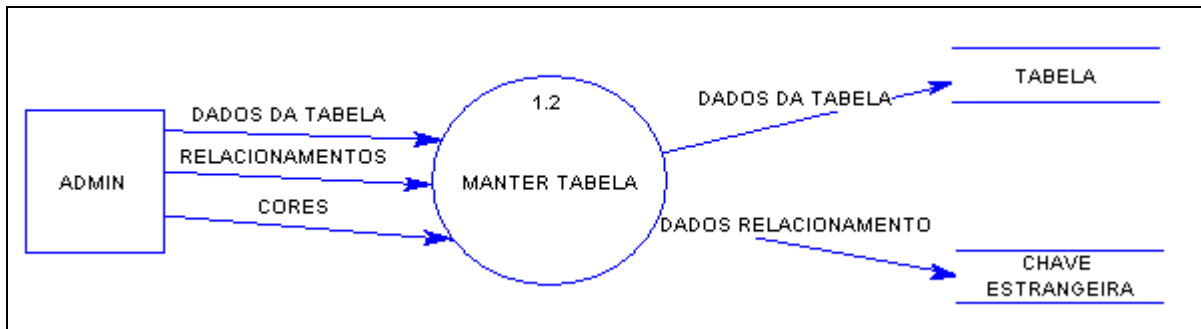 ADMIN
DADOS DA TABELA
RELACIONAMENTOS
CORES
1.2
MANTER TABELA
DADOS DA TABELA
DADOS RELACIONAMENTO
TABELA
CHAVE
ESTRANGEIRA